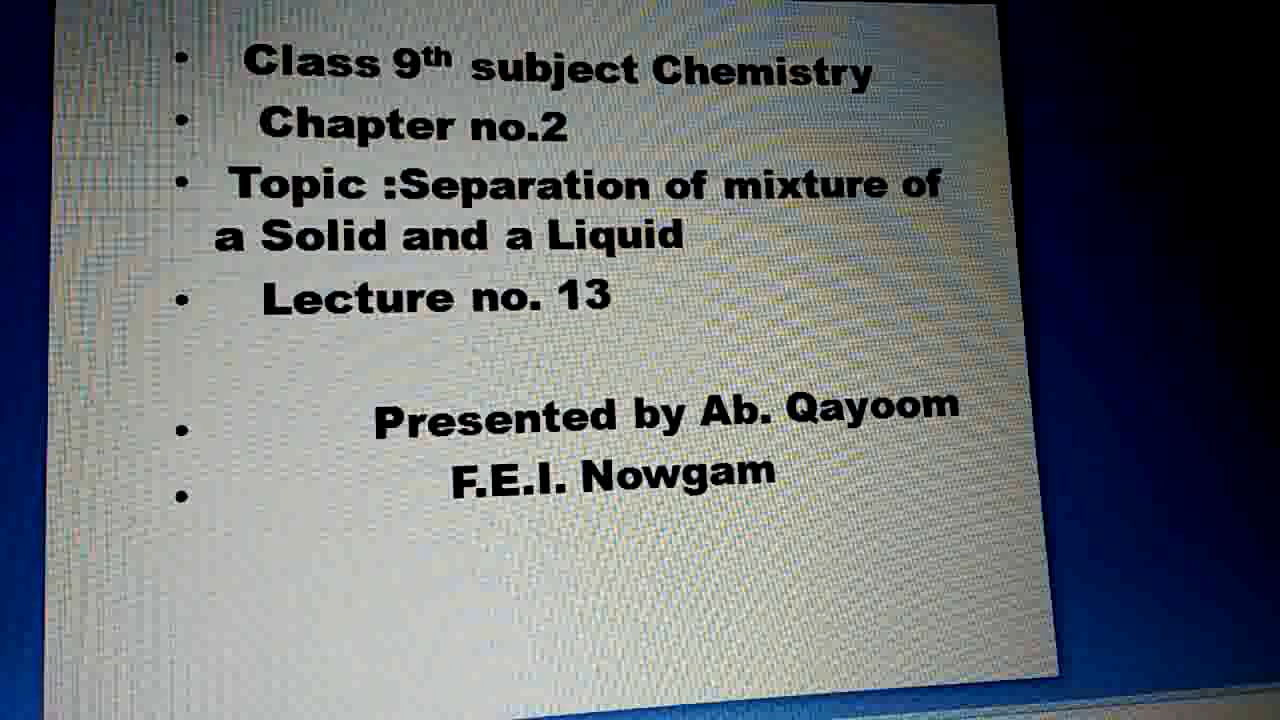 • Class 9th subject Chemistry
• Chapter no.2
• Topic :Separation of mixture of
a Solid and a Liquid
• Lecture no. 13
• Presented by Ab. Qayoom
• F.E.I. Nowgam